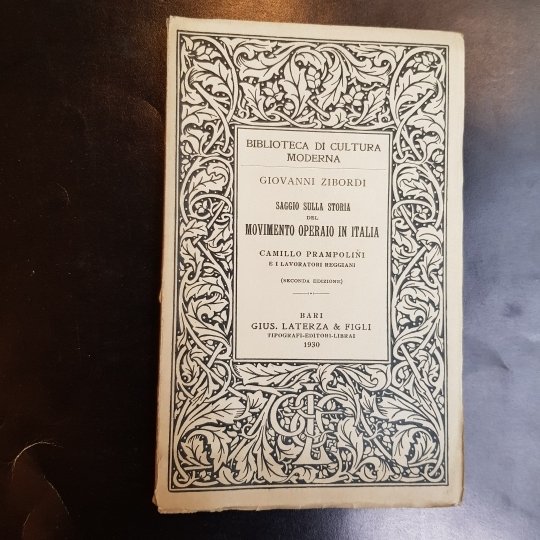 BIBLIOTECA DI CULTURA
MODERNA
GIOVANNI ZIBORDI
SAGGIO SULLA STORIA
DEL
MOVIMENTO OPERAIO IN ITALIA
CAMILLO PRAMPOLINI
E I LAVORATORI REGGIANI
(SECONDA EDIZIONE)
BARI
GIUS. LATERZA & FIGLI
TIPOGRAFI-EDITORI-LIBRAI
1930